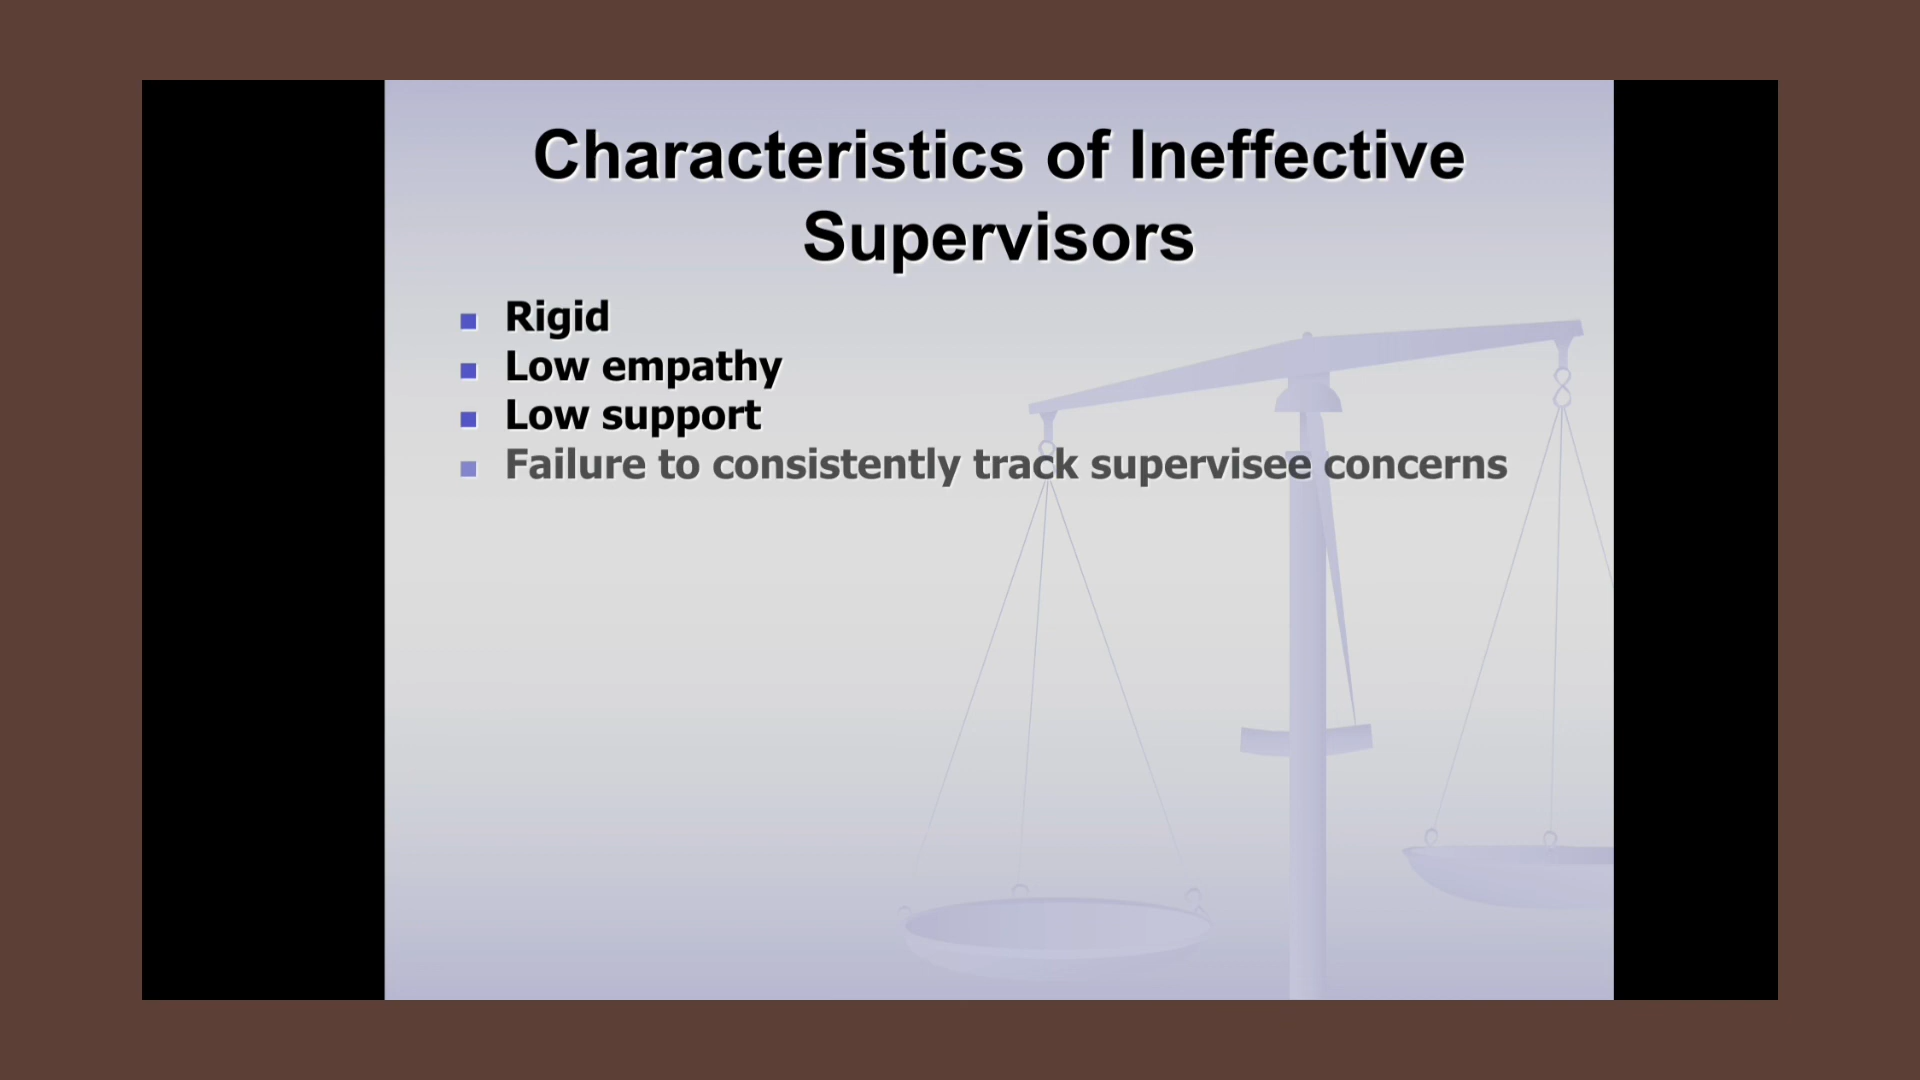 Characteristics of Ineffective
Supervisors
Rigid
Low empathy
Low support
Failure to consistently track supervisee concerns